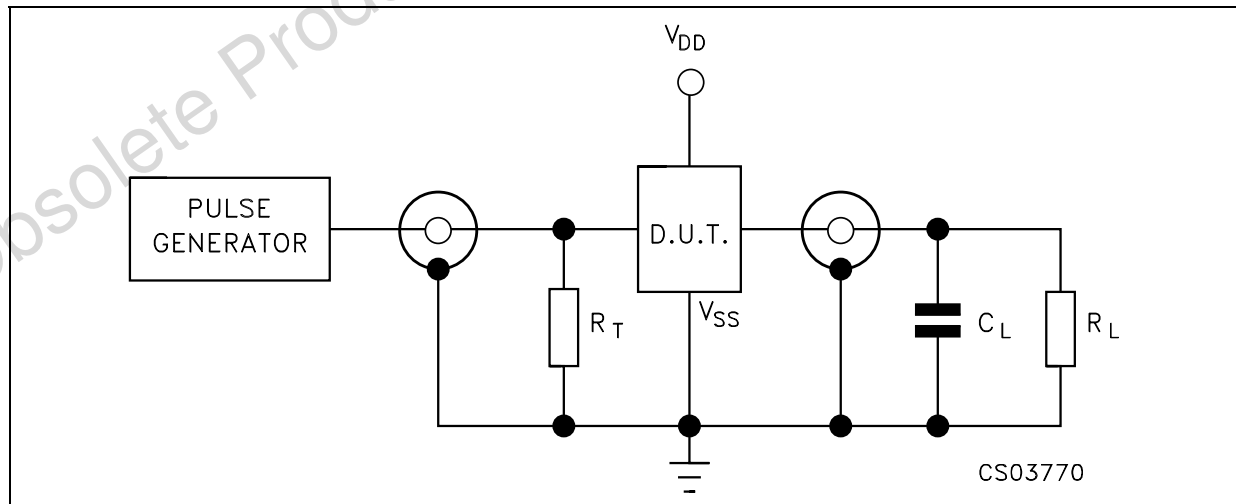 Obsolete Produ
V_DD
PULSE
GENERATOR
D.U.T.
V_SS
R_T
C_L
R_L
CS03770